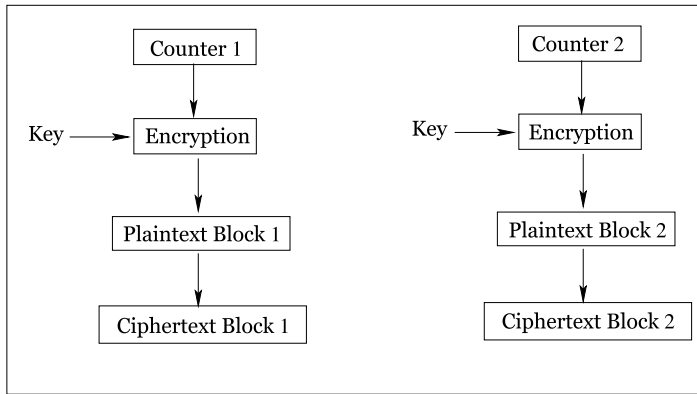 Counter 1
Key
Encryption
Plaintext Block 1
Ciphertext Block 1
Counter 2
Key
Encryption
Plaintext Block 2
Ciphertext Block 2